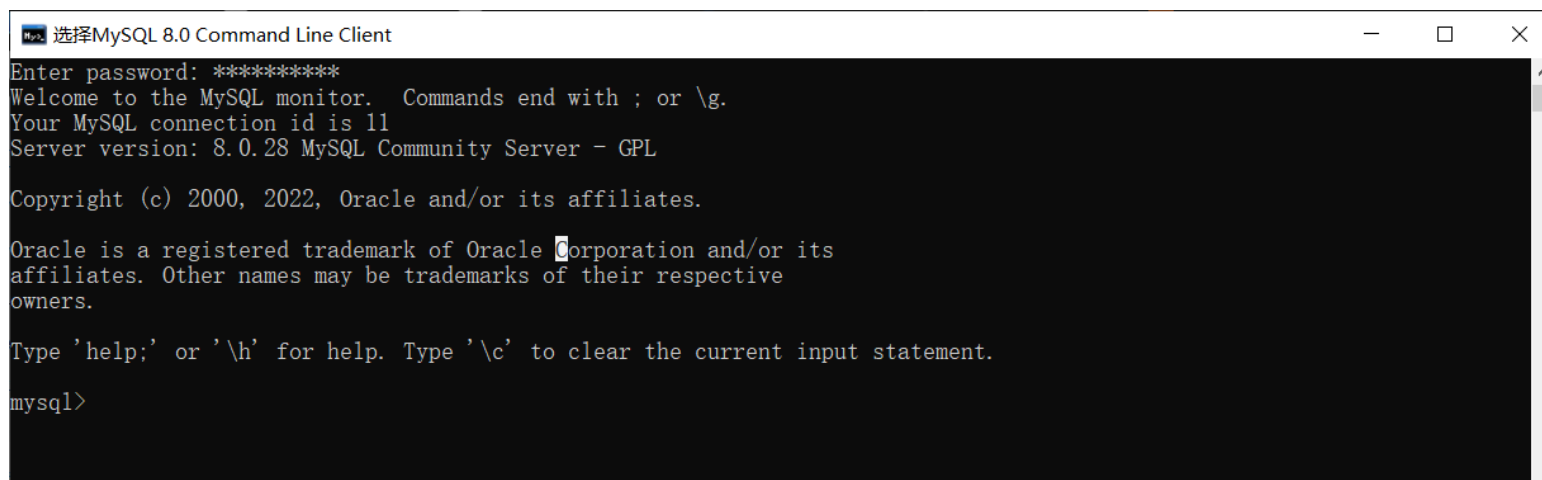 选择MySQL 8.0 Command Line Client
Enter password: **********
Welcome to the MySQL monitor.  Commands end with ; or \g.
Your MySQL connection id is 11
Server version: 8.0.28 MySQL Community Server - GPL
Copyright (c) 2000, 2022, Oracle and/or its affiliates.
Oracle is a registered trademark of Oracle Corporation and/or its
affiliates. Other names may be trademarks of their respective
owners.
Type 'help;' or '\h' for help. Type '\c' to clear the current input statement.
mysql>